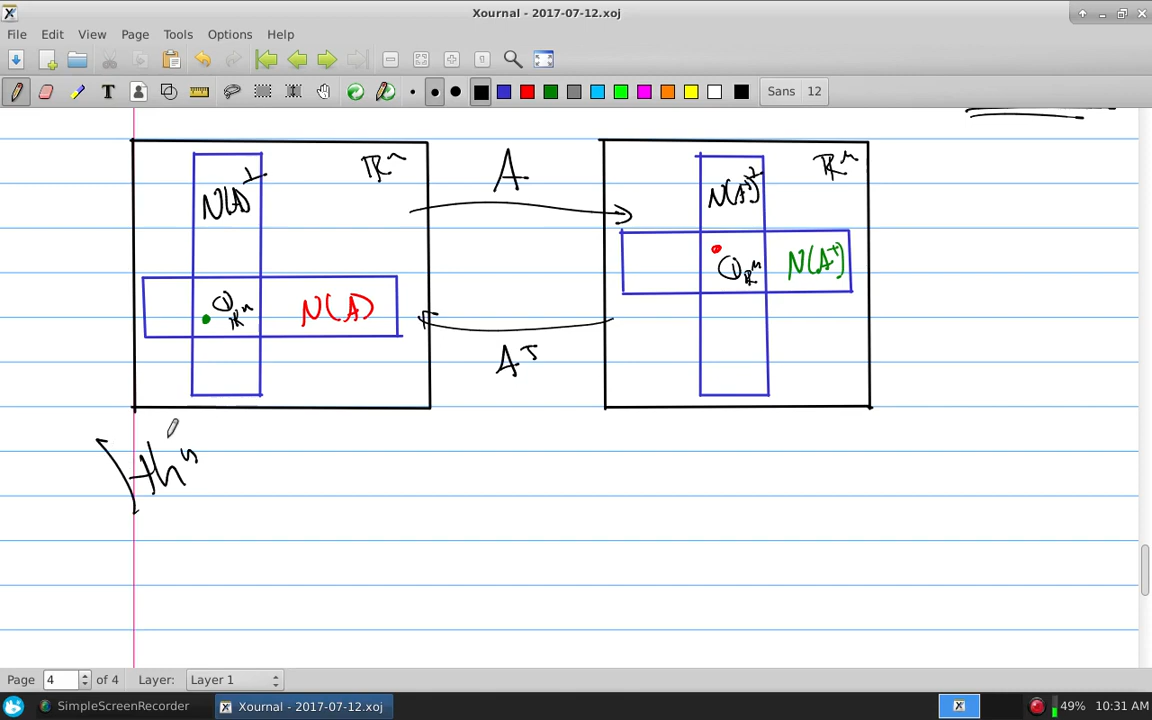 Xournal - 2017-07-12.xoj
File Edit View Page Tools Options Help
Sans 12
N(A)⊥ ℝⁿ A N(Aᵀ)⊥ ℝᵐ
0ℝᵐ N(Aᵀ)
0ℝⁿ N(A)
Aᵀ
Thm
Page 4 of 4 Layer: Layer 1
SimpleScreenRecorder Xournal - 2017-07-12.xoj 49% 10:31 AM